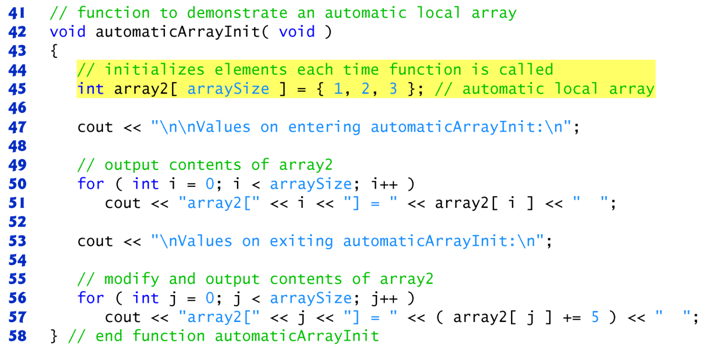 41 // function to demonstrate an automatic local array
42 void automaticArrayInit( void )
43 {
44 // initializes elements each time function is called
45 int array2[ arraySize ] = { 1, 2, 3 }; // automatic local array
46
47 cout << "\n\nValues on entering automaticArrayInit:\n";
48
49 // output contents of array2
50 for ( int i = 0; i < arraySize; i++ )
51 cout << "array2[" << i << "] = " << array2[ i ] << "  ";
52
53 cout << "\nValues on exiting automaticArrayInit:\n";
54
55 // modify and output contents of array2
56 for ( int j = 0; j < arraySize; j++ )
57 cout << "array2[" << j << "] = " << ( array2[ j ] += 5 ) << "  ";
58 } // end function automaticArrayInit